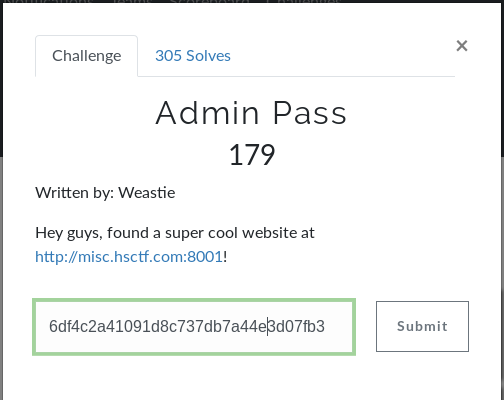 Challenge
305 Solves
×
Admin Pass
179
Written by: Weastie
Hey guys, found a super cool website at
http://misc.hsctf.com:8001!
6df4c2a41091d8c737db7a44e3d07fb3
Submit